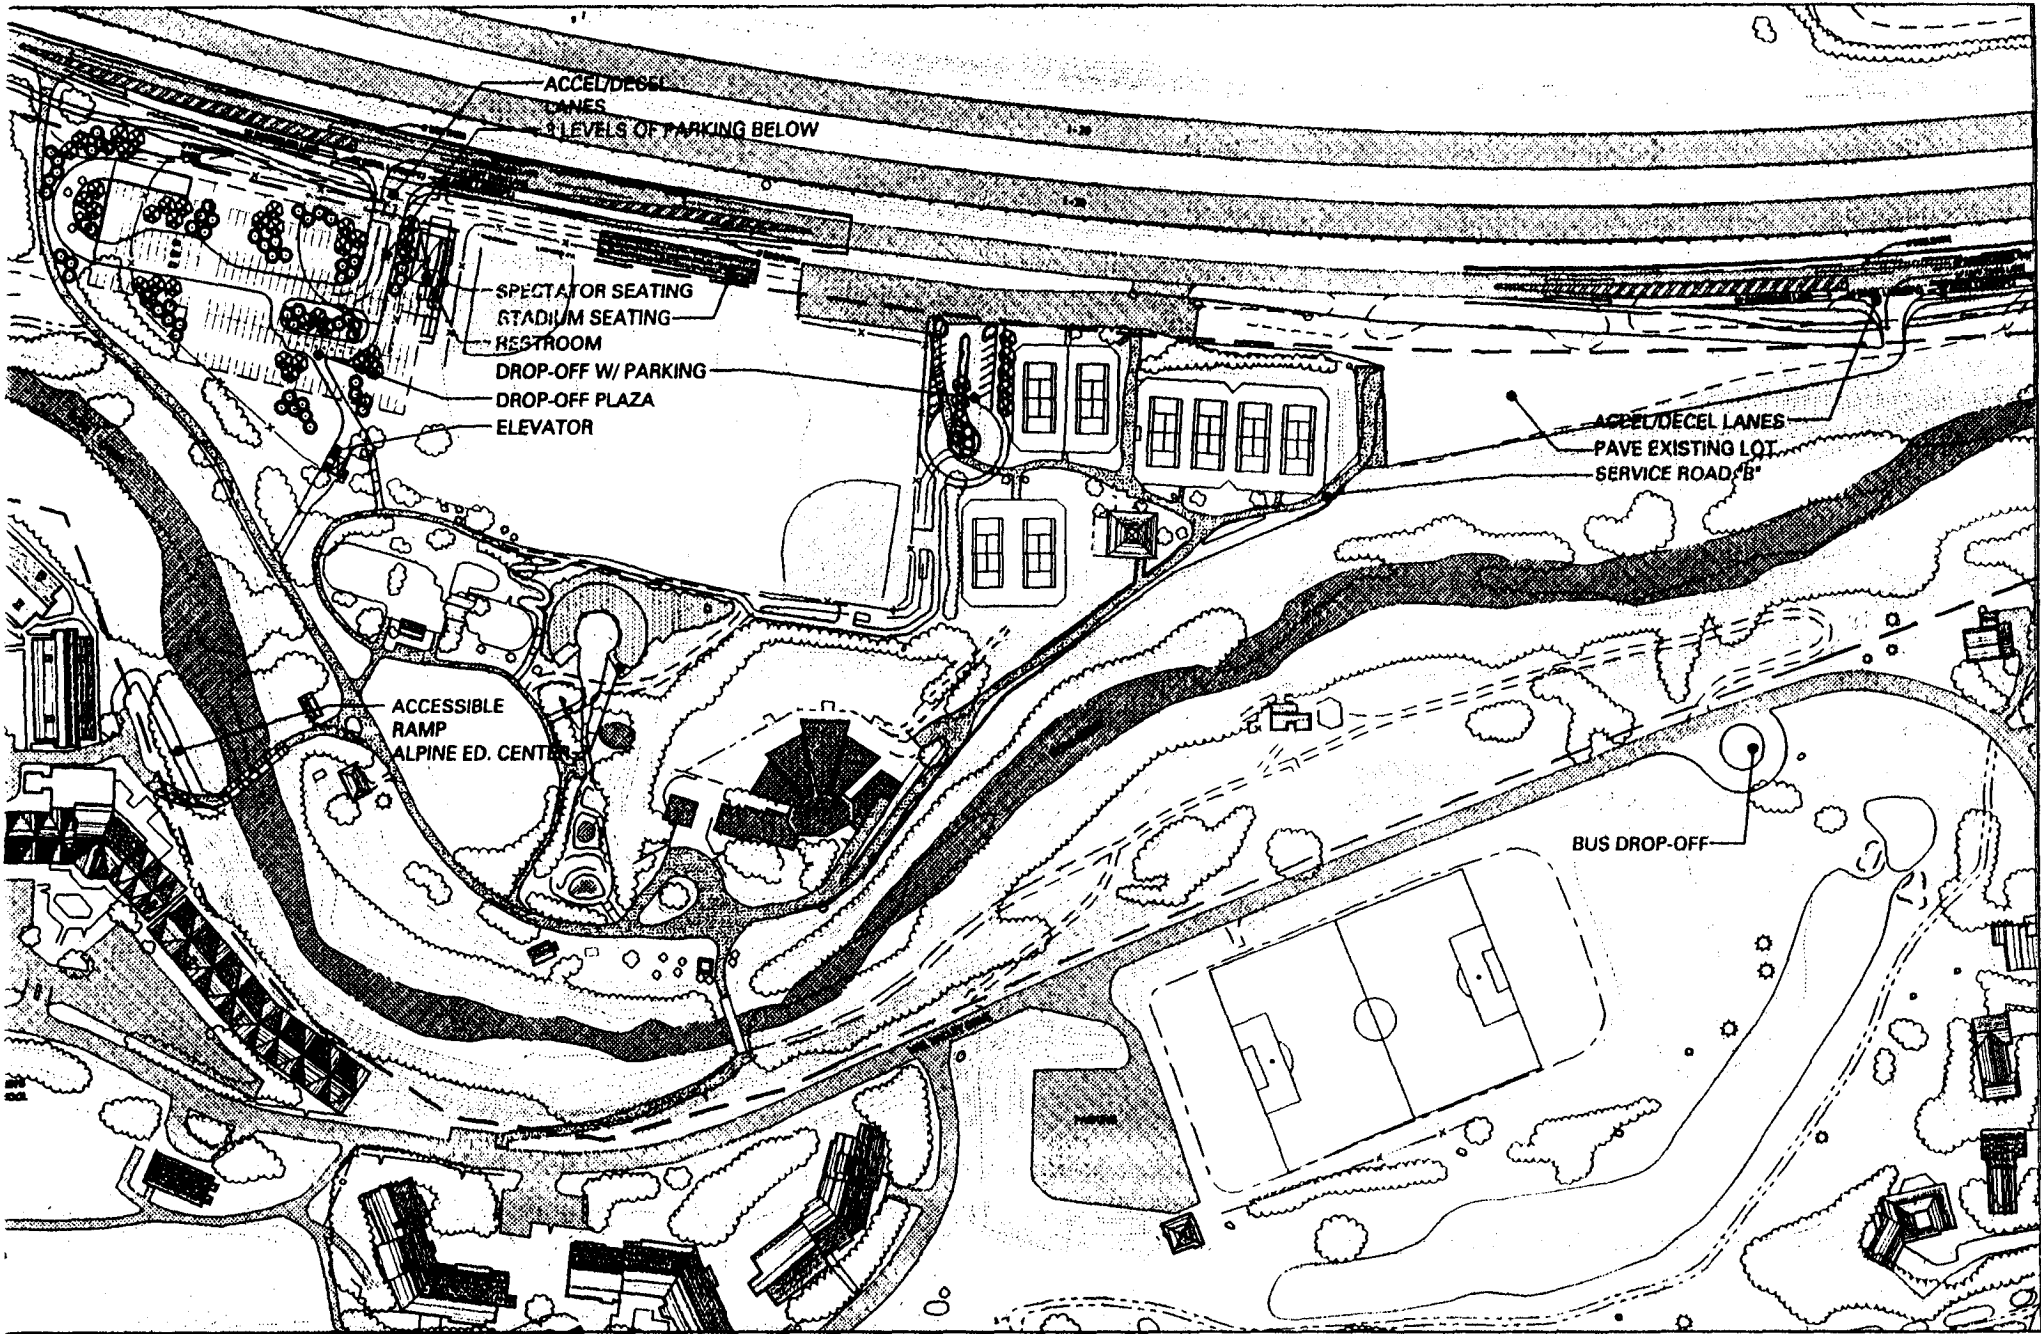 ACCEL/DECEL
LANES
3 LEVELS OF PARKING BELOW
SPECTATOR SEATING
STADIUM SEATING
RESTROOM
DROP-OFF W/ PARKING
DROP-OFF PLAZA
ELEVATOR
ACCEL/DECEL LANES
PAVE EXISTING LOT
SERVICE ROAD "B"
ACCESSIBLE
RAMP
ALPINE ED. CENTER
BUS DROP-OFF
PARKING